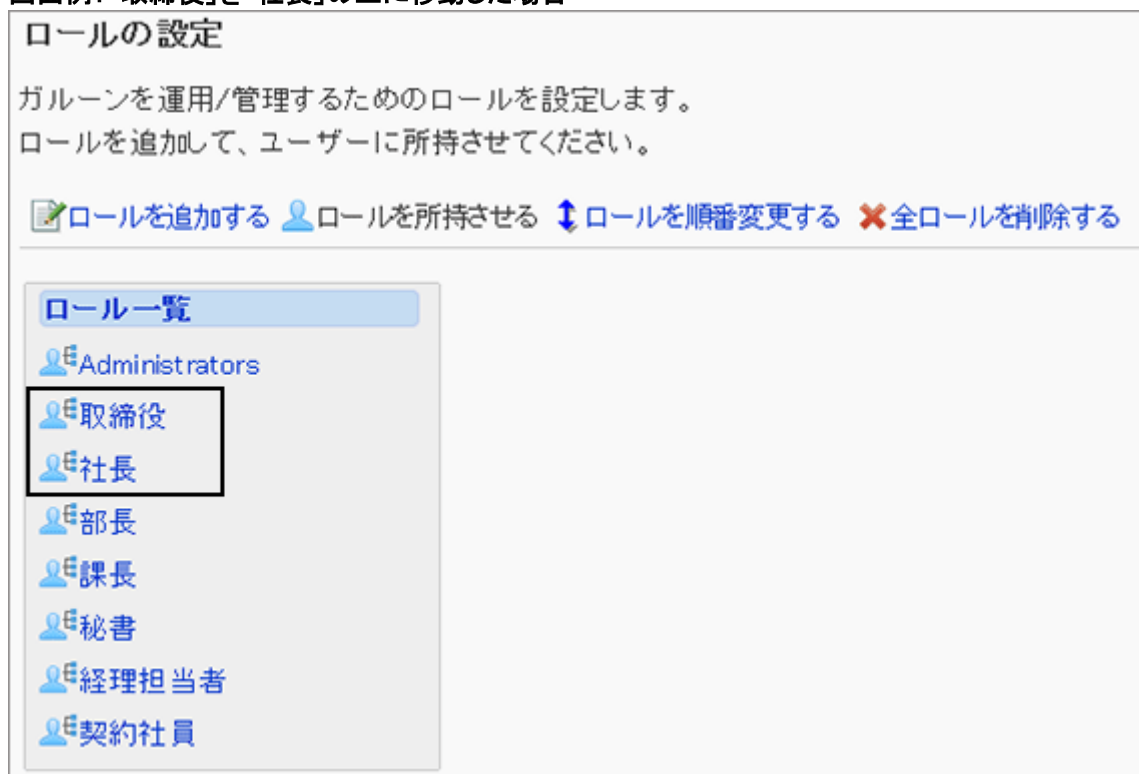 ロールの設定
ガルーンを運用/管理するためのロールを設定します。
ロールを追加して、ユーザーに所持させてください。
ロールを追加する ロールを所持させる ロールを順番変更する 全ロールを削除する
ロール一覧
Administrators
取締役
社長
部長
課長
秘書
経理担当者
契約社員